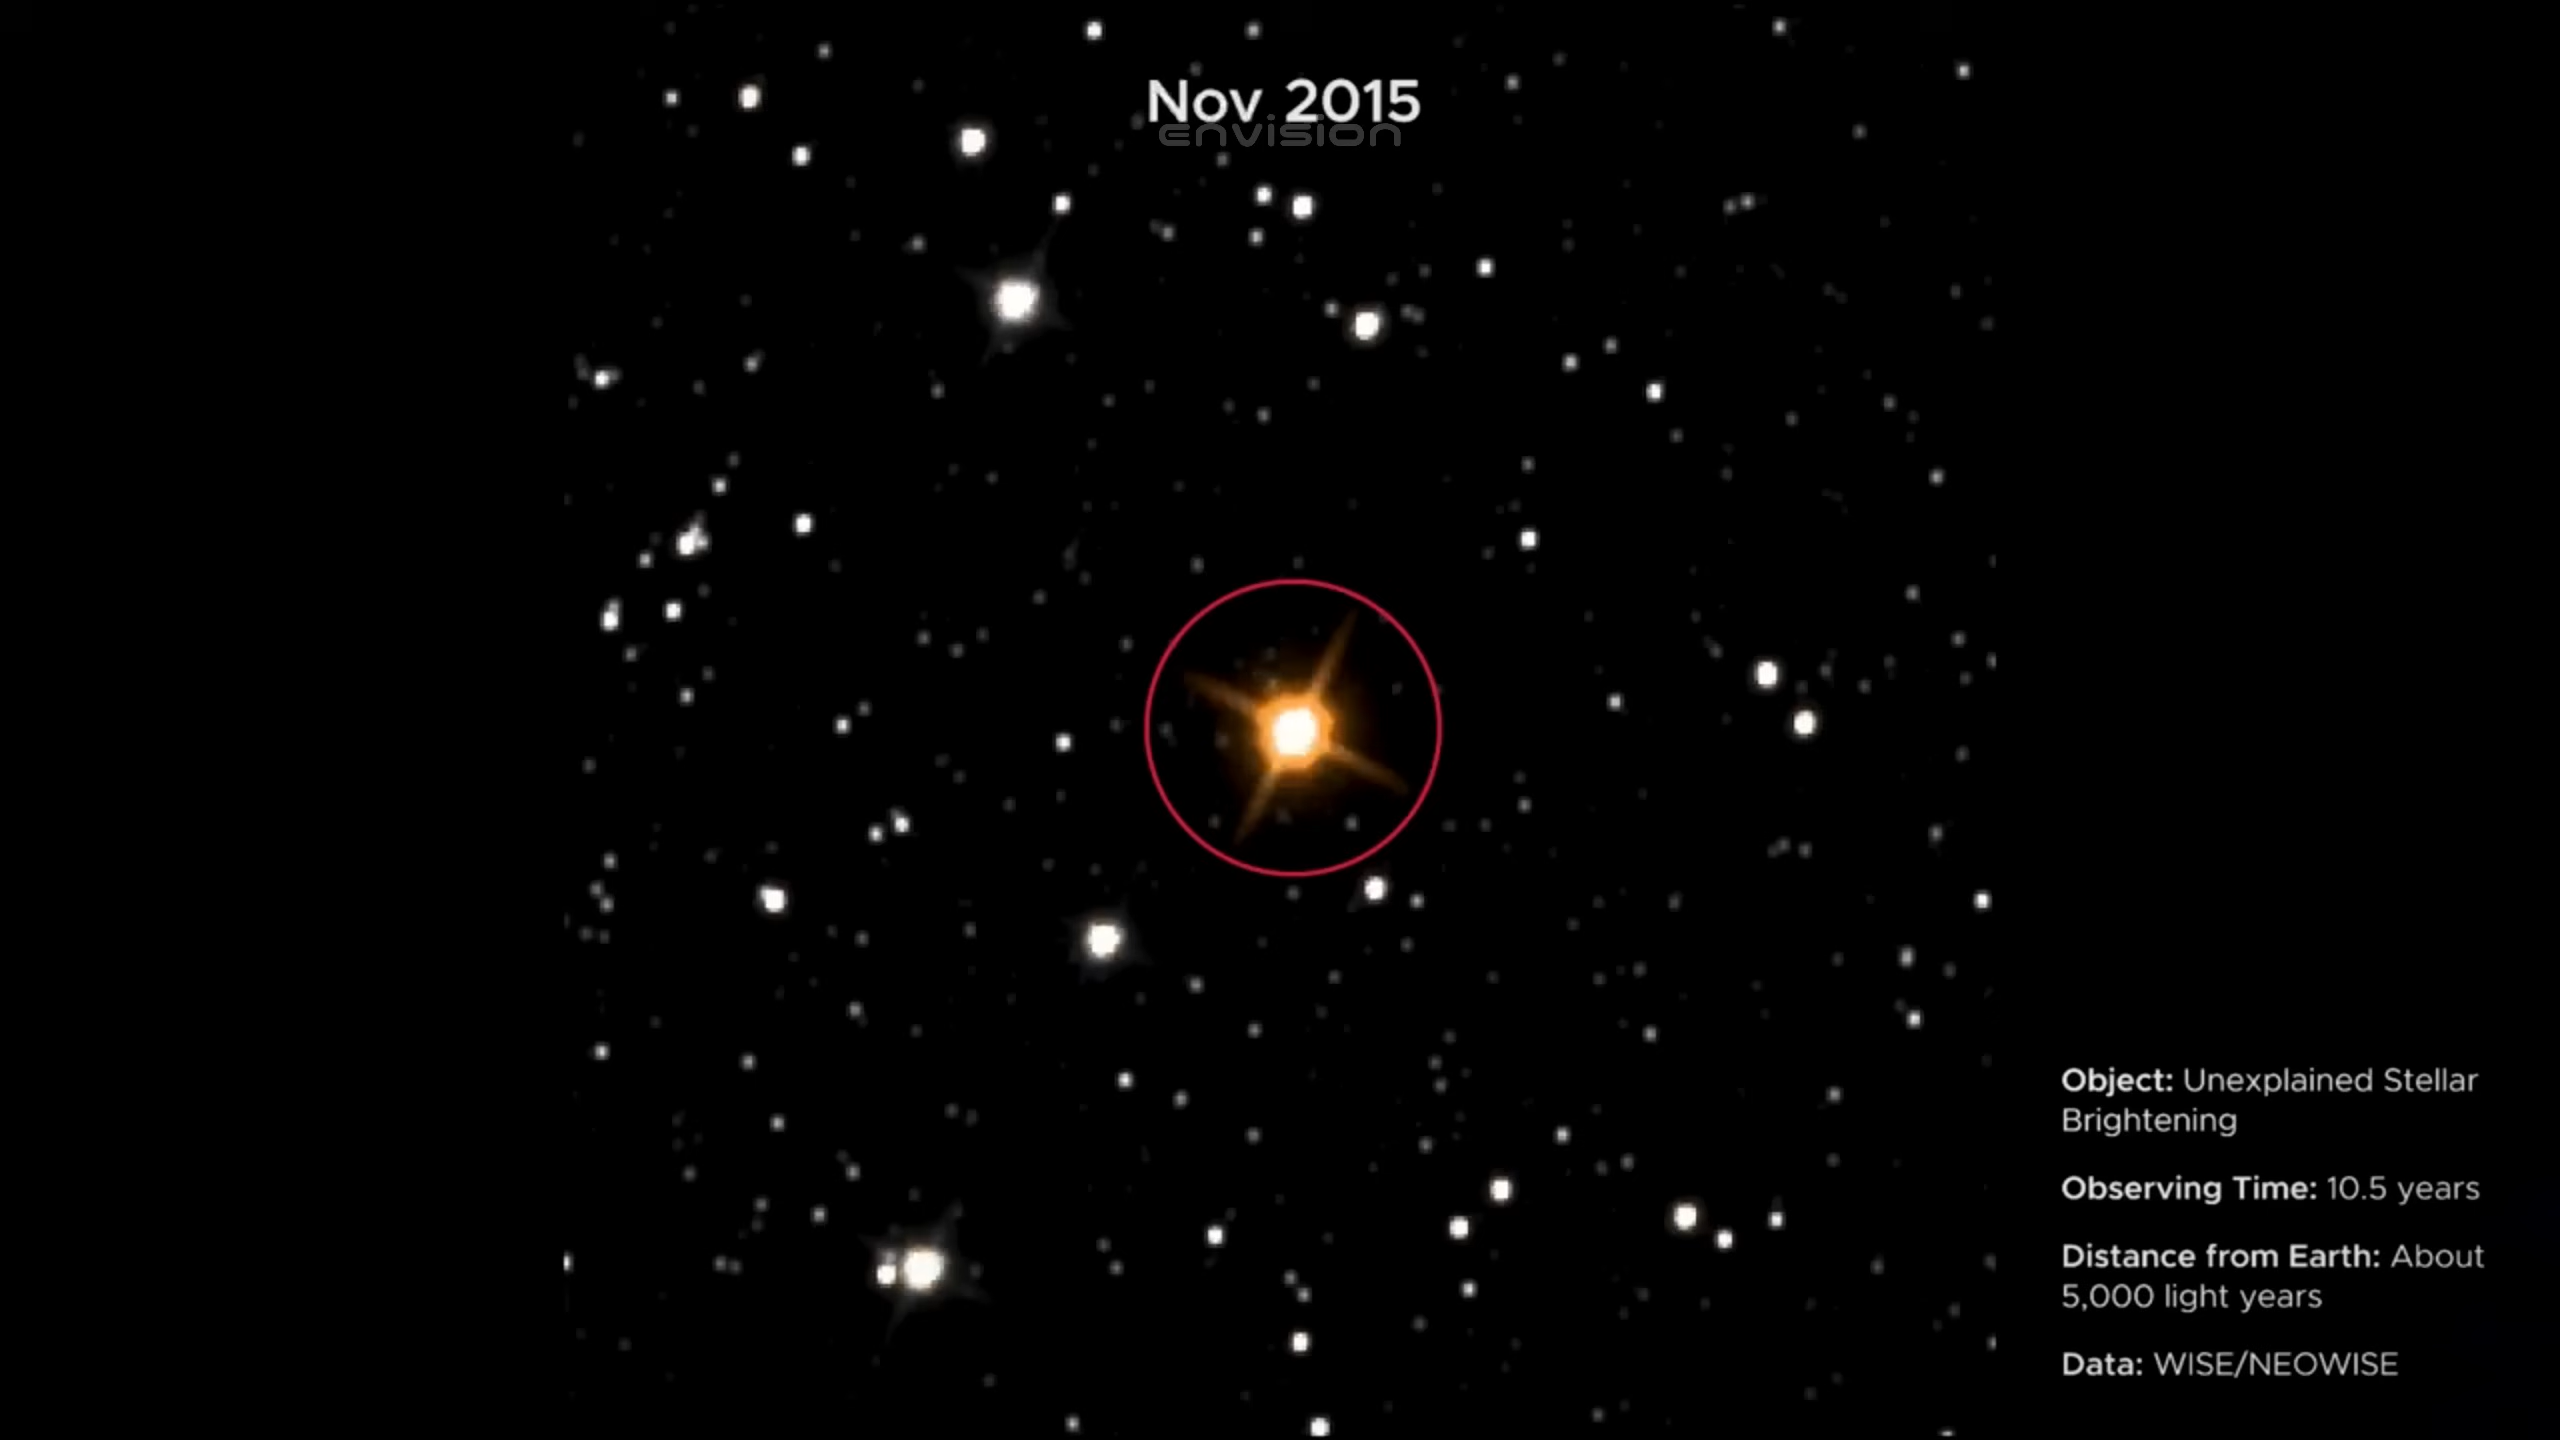 Nov 2015
envision
Object: Unexplained Stellar
Brightening
Observing Time: 10.5 years
Distance from Earth: About
5,000 light years
Data: WISE/NEOWISE